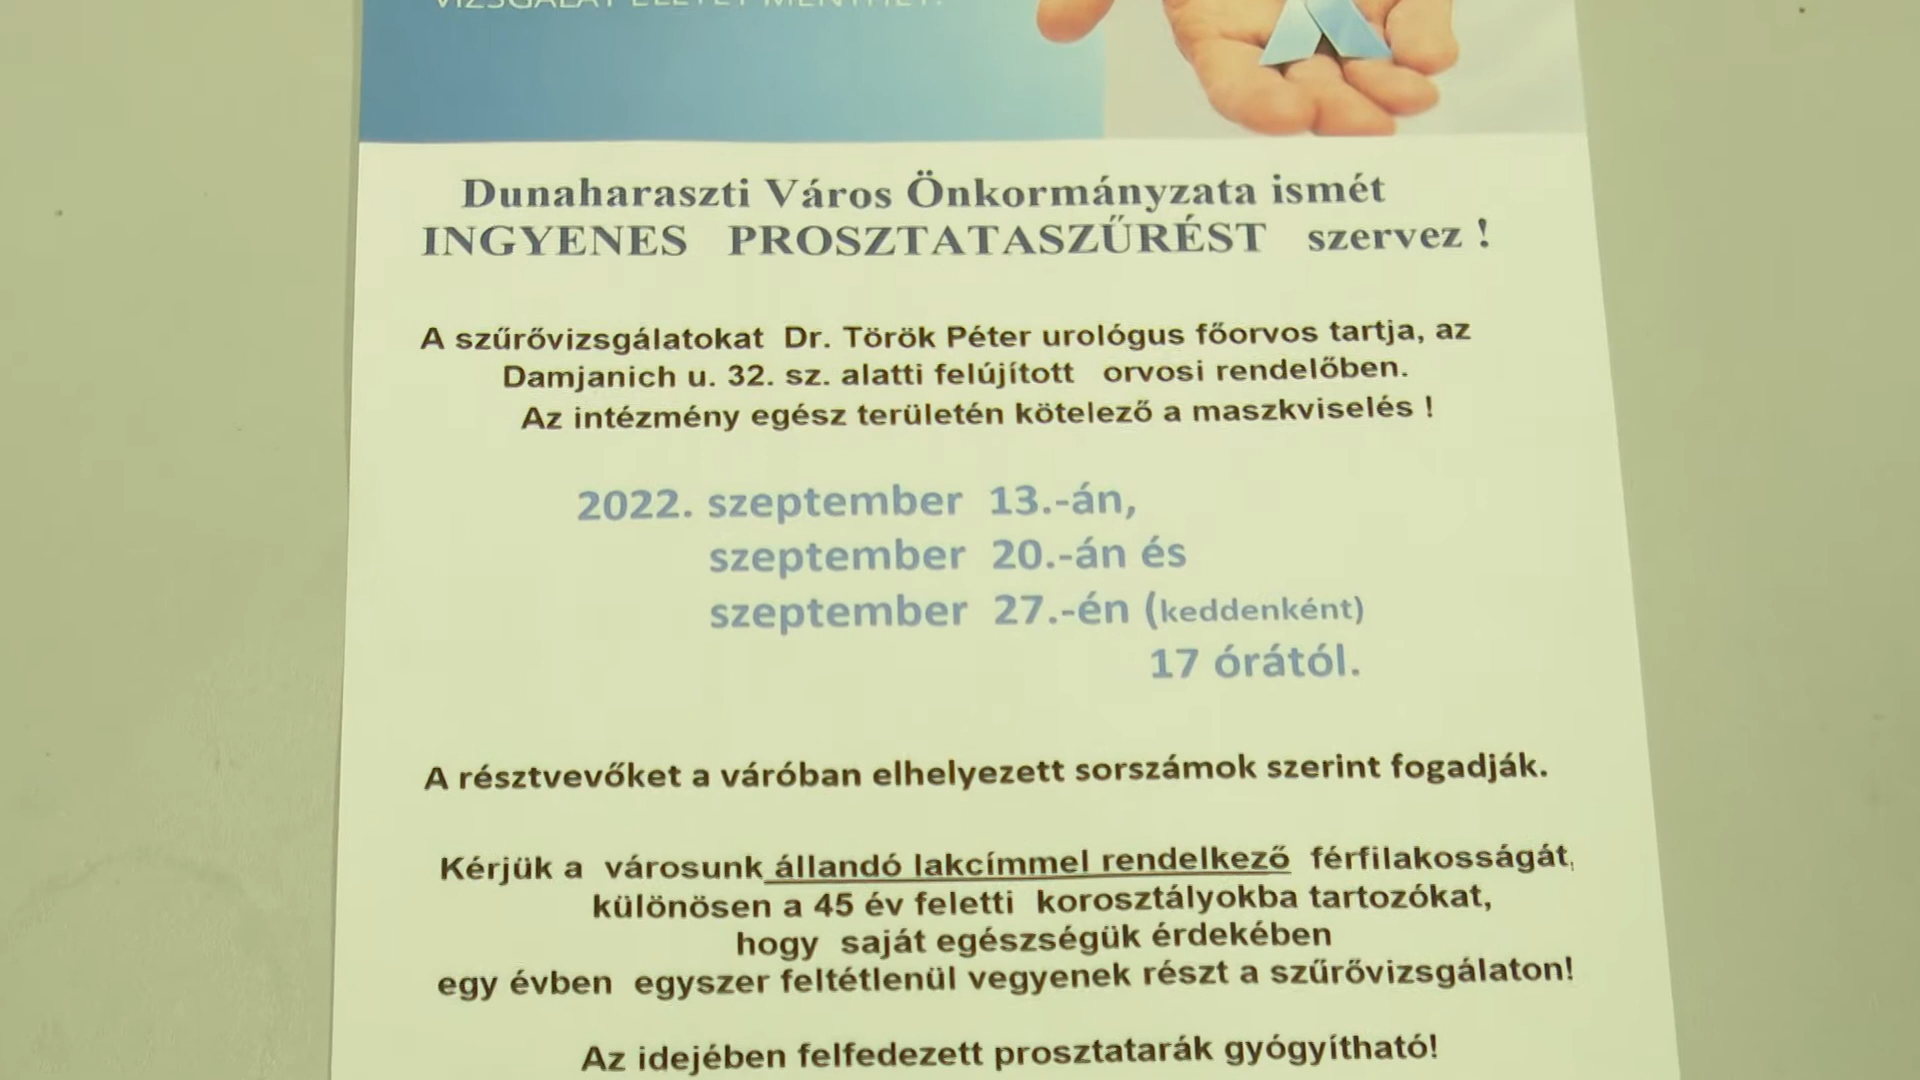 VIZSGÁLAT ÉLETET MENTHET!
Dunaharaszti Város Önkormányzata ismét
INGYENES PROSZTATASZŰRÉST szervez !
A szűrővizsgálatokat Dr. Török Péter urológus főorvos tartja, az
Damjanich u. 32. sz. alatti felújított orvosi rendelőben.
Az intézmény egész területén kötelező a maszkviselés !
2022. szeptember 13.-án,
szeptember 20.-án és
szeptember 27.-én (keddenként)
17 órától.
A résztvevőket a váróban elhelyezett sorszámok szerint fogadják.
Kérjük a városunk állandó lakcímmel rendelkező férfilakosságát,
különösen a 45 év feletti korosztályokba tartozókat,
hogy saját egészségük érdekében
egy évben egyszer feltétlenül vegyenek részt a szűrővizsgálaton!
Az idejében felfedezett prosztatarák gyógyítható!